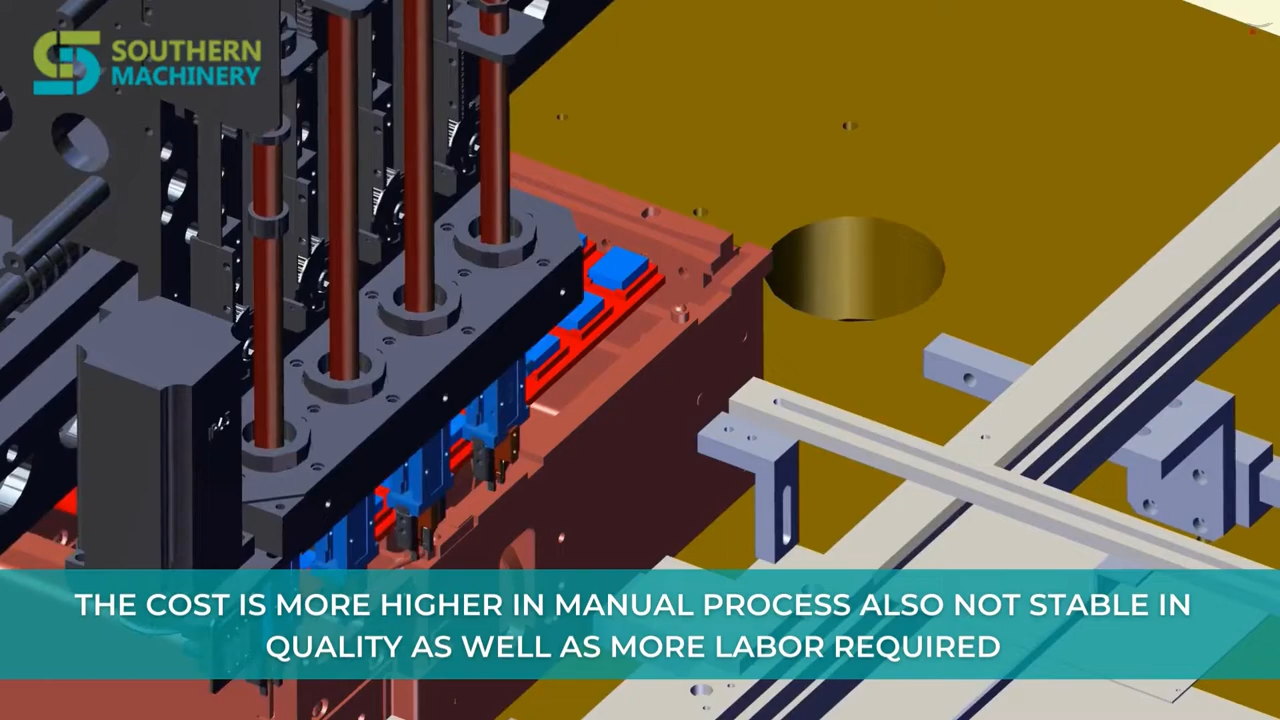 SOUTHERN
MACHINERY
THE COST IS MORE HIGHER IN MANUAL PROCESS ALSO NOT STABLE IN
QUALITY AS WELL AS MORE LABOR REQUIRED